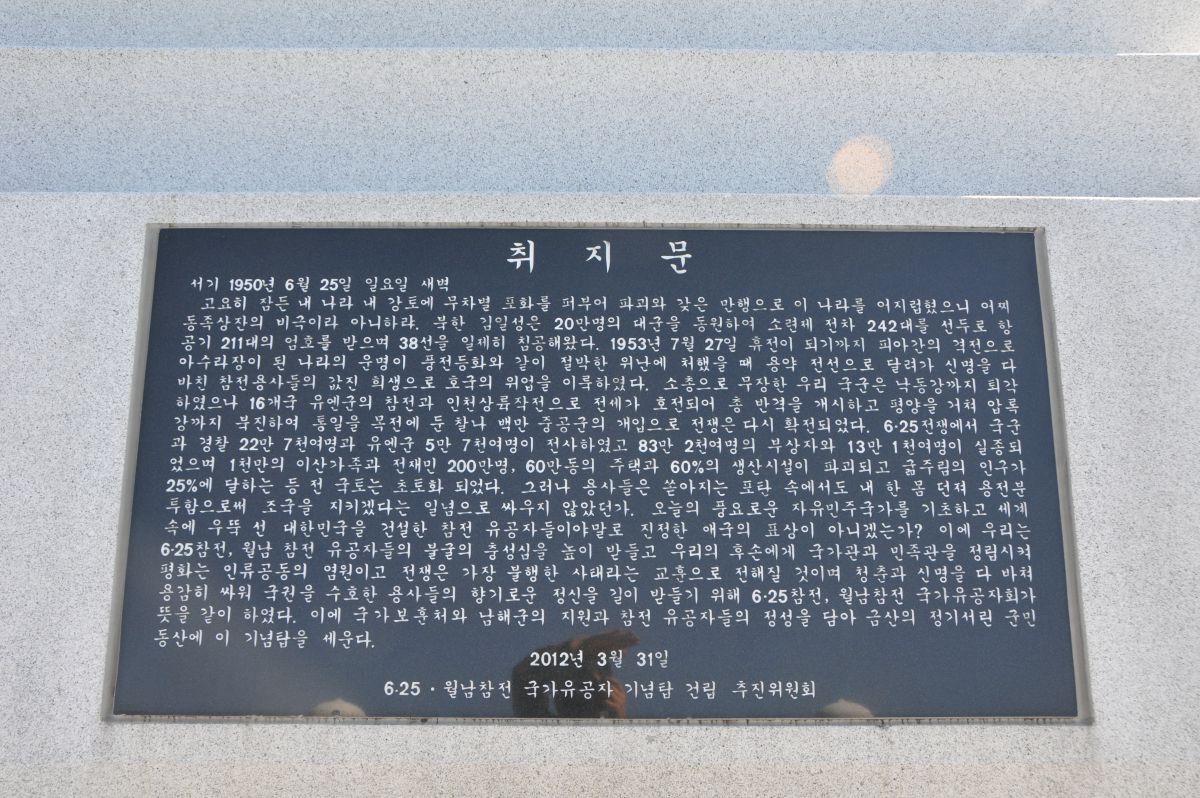 취 지 문
서기 1950년 6월 25일 일요일 새벽
고요히 잠든 내 나라 내 강토에 무차별 포화를 퍼부어 파괴와 갖은 만행으로 이 나라를 어지럽혔으니 어찌
동족상잔의 비극이라 아니하랴. 북한 김일성은 20만명의 대군을 동원하여 소련제 전차 242대를 선두로 항
공기 211대의 엄호를 받으며 38선을 일제히 침공해왔다. 1953년 7월 27일 휴전이 되기까지 피아간의 격전으로
아수라장이 된 나라의 운명이 풍전등화와 같이 절박한 위난에 처했을 때 용약 전선으로 달려가 신명을 다
바친 참전용사들의 값진 희생으로 호국의 위업을 이룩하였다. 소총으로 무장한 우리 국군은 낙동강까지 퇴각
하였으나 16개국 유엔군의 참전과 인천상륙작전으로 전세가 호전되어 총 반격을 개시하고 평양을 거쳐 압록
강까지 북진하여 통일을 목전에 둔 찰나 백만 중공군의 개입으로 전쟁은 다시 확전되었다. 6·25전쟁에서 국군
과 경찰 22만 7천여명과 유엔군 5만 7천여명이 전사하였고 83만 2천여명의 부상자와 13만 1천여명이 실종되
었으며 1천만의 이산가족과 전재민 200만명, 60만동의 주택과 60%의 생산시설이 파괴되고 굶주림의 인구가
25%에 달하는 등 전 국토는 초토화 되었다. 그러나 용사들은 쏟아지는 포탄 속에서도 내 한 몸 던져 용전분
투함으로써 조국을 지키겠다는 일념으로 싸우지 않았던가. 오늘의 풍요로운 자유민주국가를 기초하고 세계
속에 우뚝 선 대한민국을 건설한 참전 유공자들이야말로 진정한 애국의 표상이 아니겠는가? 이에 우리는
6·25참전, 월남 참전 유공자들의 불굴의 충성심을 높이 받들고 우리의 후손에게 국가관과 민족관을 정립시켜
평화는 인류공동의 염원이고 전쟁은 가장 불행한 사태라는 교훈으로 전해질 것이며 청춘과 신명을 다 바쳐
용감히 싸워 국권을 수호한 용사들의 향기로운 정신을 길이 받들기 위해 6·25참전, 월남참전 국가유공자회가
뜻을 같이 하였다. 이에 국가보훈처와 남해군의 지원과 참전 유공자들의 정성을 담아 금산의 정기서린 군민
동산에 이 기념탑을 세운다.
2012년 3월 31일
6·25 · 월남참전 국가유공자 기념탑 건립 추진위원회